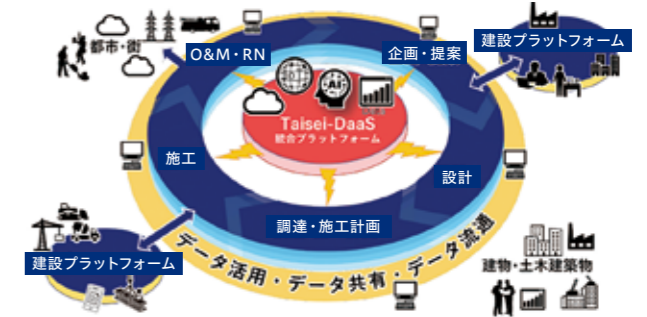 都市・街
O&M・RN
企画・提案
建設プラットフォーム
AI
Taisei-DaaS
統合プラットフォーム
施工
設計
調達・施工計画
建設プラットフォーム
データ活用・データ共有・データ流通
建物・土木建築物